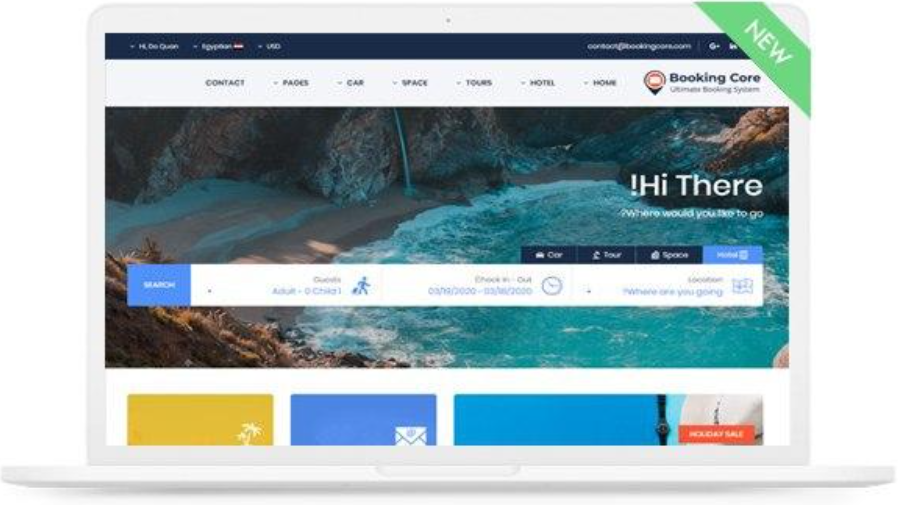 Hi, Do Quan
Egyptian
USD
contact@bookingcore.com
G+
in
NEW
CONTACT
PAGES
CAR
SPACE
TOURS
HOTEL
HOME
Booking Core
Ultimate Booking System
!Hi There
?Where would you like to go
Car
Tour
Space
Hotel
SEARCH
Guests
Adult - 0 Child 1
Check In - Out
03/19/2020 - 03/18/2020
Location
?Where are you going
HOLIDAY SALE